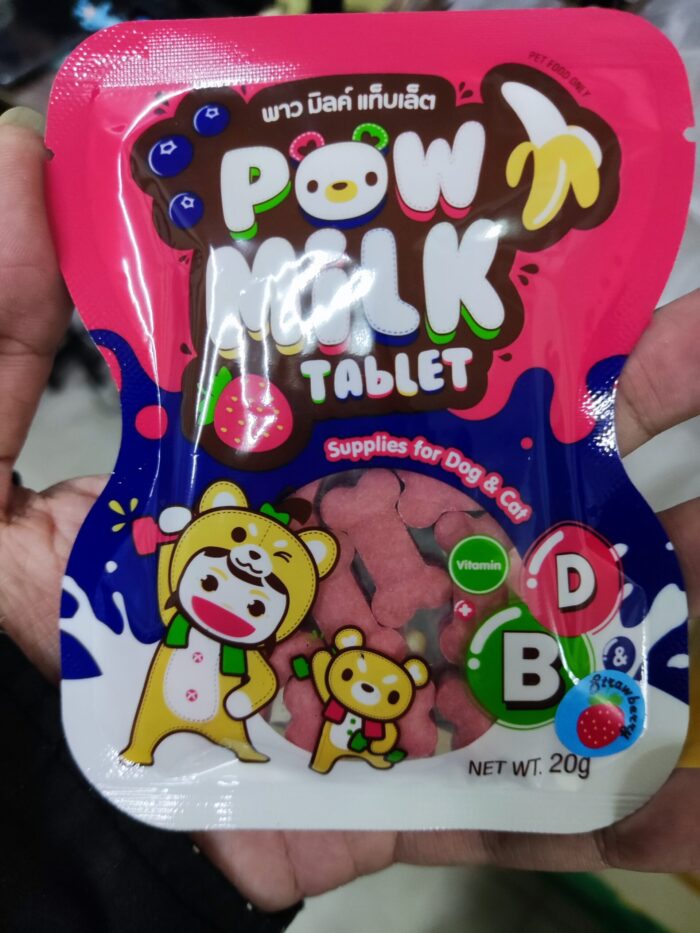 PET FOOD ONLY
พาว มิลค์ แท็บเล็ต
POW
MiLK
TAbLET
Supplies for Dog & Cat
Vitamin
D
B
&
Strawberry
NET WT. 20g